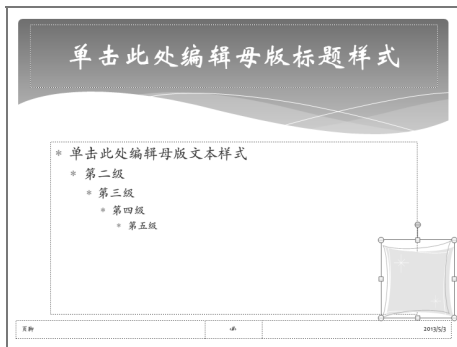 单击此处编辑母版标题样式
* 单击此处编辑母版文本样式
* 第二级
* 第三级
* 第四级
* 第五级
页脚
‹#›
2013/5/3